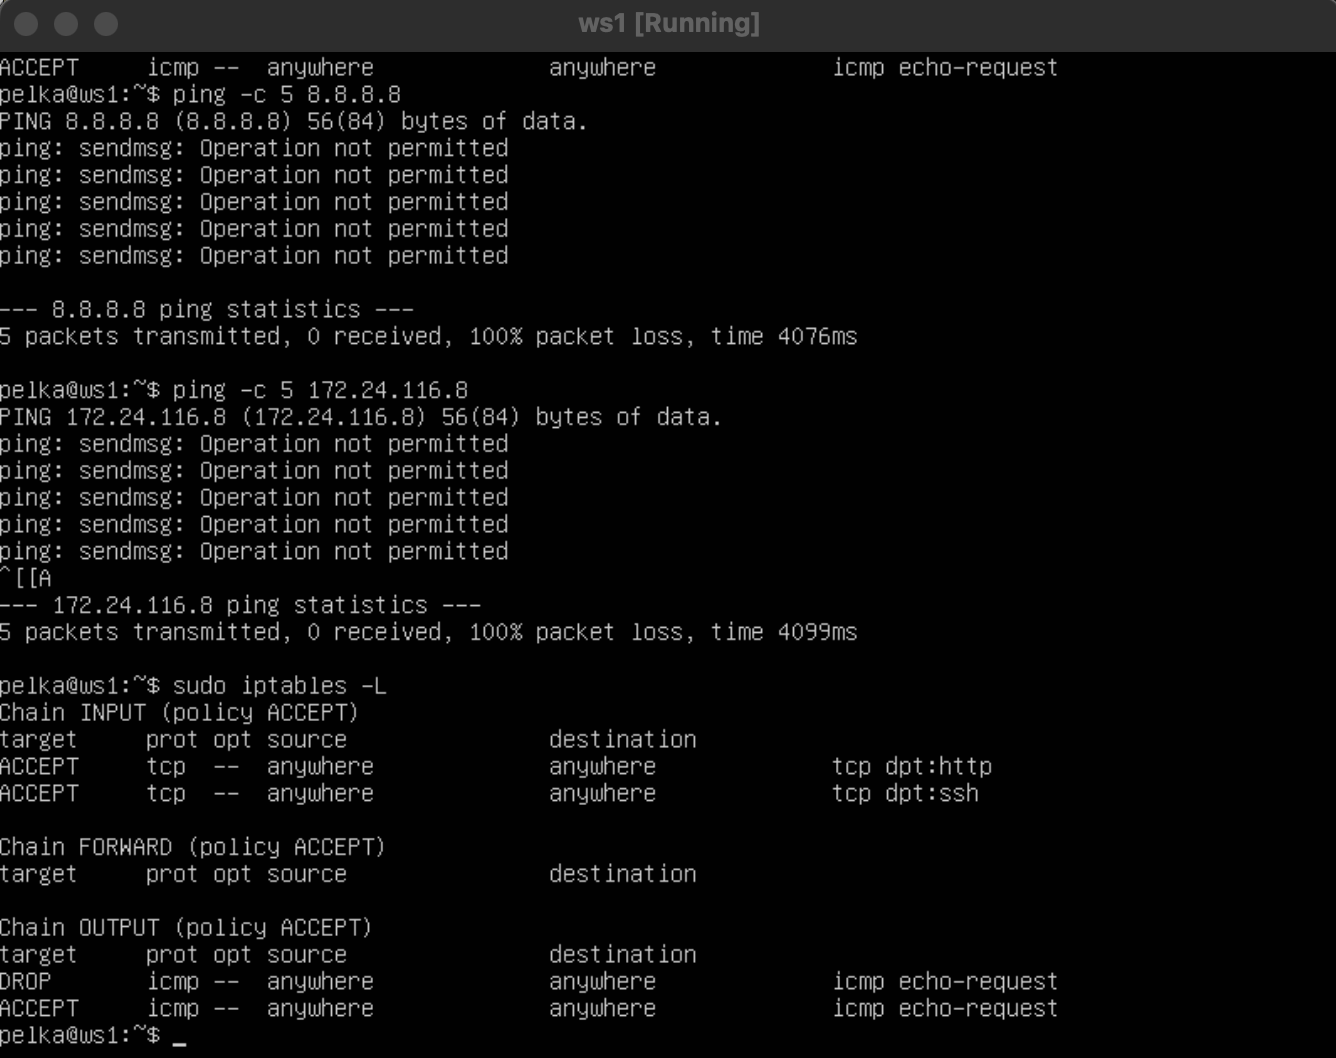 ws1 [Running]
ACCEPT icmp -- anywhere anywhere icmp echo-request
pelka@ws1:~$ ping -c 5 8.8.8.8
PING 8.8.8.8 (8.8.8.8) 56(84) bytes of data.
ping: sendmsg: Operation not permitted
ping: sendmsg: Operation not permitted
ping: sendmsg: Operation not permitted
ping: sendmsg: Operation not permitted
ping: sendmsg: Operation not permitted
--- 8.8.8.8 ping statistics ---
5 packets transmitted, 0 received, 100% packet loss, time 4076ms
pelka@ws1:~$ ping -c 5 172.24.116.8
PING 172.24.116.8 (172.24.116.8) 56(84) bytes of data.
ping: sendmsg: Operation not permitted
ping: sendmsg: Operation not permitted
ping: sendmsg: Operation not permitted
ping: sendmsg: Operation not permitted
ping: sendmsg: Operation not permitted
^[[A
--- 172.24.116.8 ping statistics ---
5 packets transmitted, 0 received, 100% packet loss, time 4099ms
pelka@ws1:~$ sudo iptables -L
Chain INPUT (policy ACCEPT)
target prot opt source destination
ACCEPT tcp -- anywhere anywhere tcp dpt:http
ACCEPT tcp -- anywhere anywhere tcp dpt:ssh
Chain FORWARD (policy ACCEPT)
target prot opt source destination
Chain OUTPUT (policy ACCEPT)
target prot opt source destination
DROP icmp -- anywhere anywhere icmp echo-request
ACCEPT icmp -- anywhere anywhere icmp echo-request
pelka@ws1:~$ _